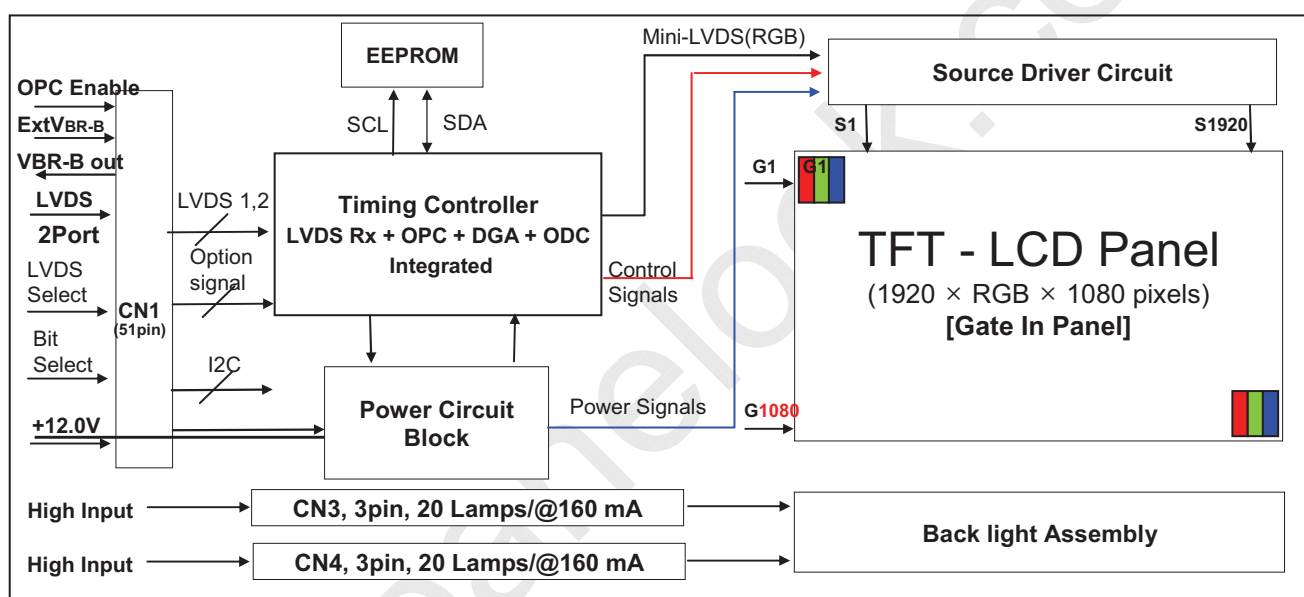 EEPROM
SCL
SDA
Mini-LVDS(RGB)
Source Driver Circuit
S1
S1920
OPC Enable
ExtVBR-B
VBR-B out
LVDS
2Port
LVDS
Select
Bit
Select
+12.0V
CN1
(51pin)
LVDS 1,2
Option
signal
I2C
Timing Controller
LVDS Rx + OPC + DGA + ODC
Integrated
Control
Signals
Power Circuit
Block
Power Signals
G1
G1
G1080
TFT - LCD Panel
(1920 × RGB × 1080 pixels)
[Gate In Panel]
High Input
CN3, 3pin, 20 Lamps/@160 mA
High Input
CN4, 3pin, 20 Lamps/@160 mA
Back light Assembly